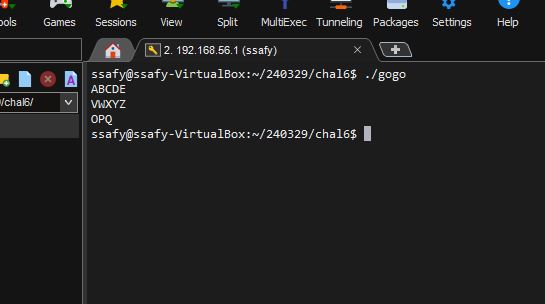 ols Games Sessions View Split MultiExec Tunneling Packages Settings Help
2. 192.168.56.1 (ssafy)
/chal6/
ssafy@ssafy-VirtualBox:~/240329/chal6$ ./gogo
ABCDE
VWXYZ
OPQ
ssafy@ssafy-VirtualBox:~/240329/chal6$